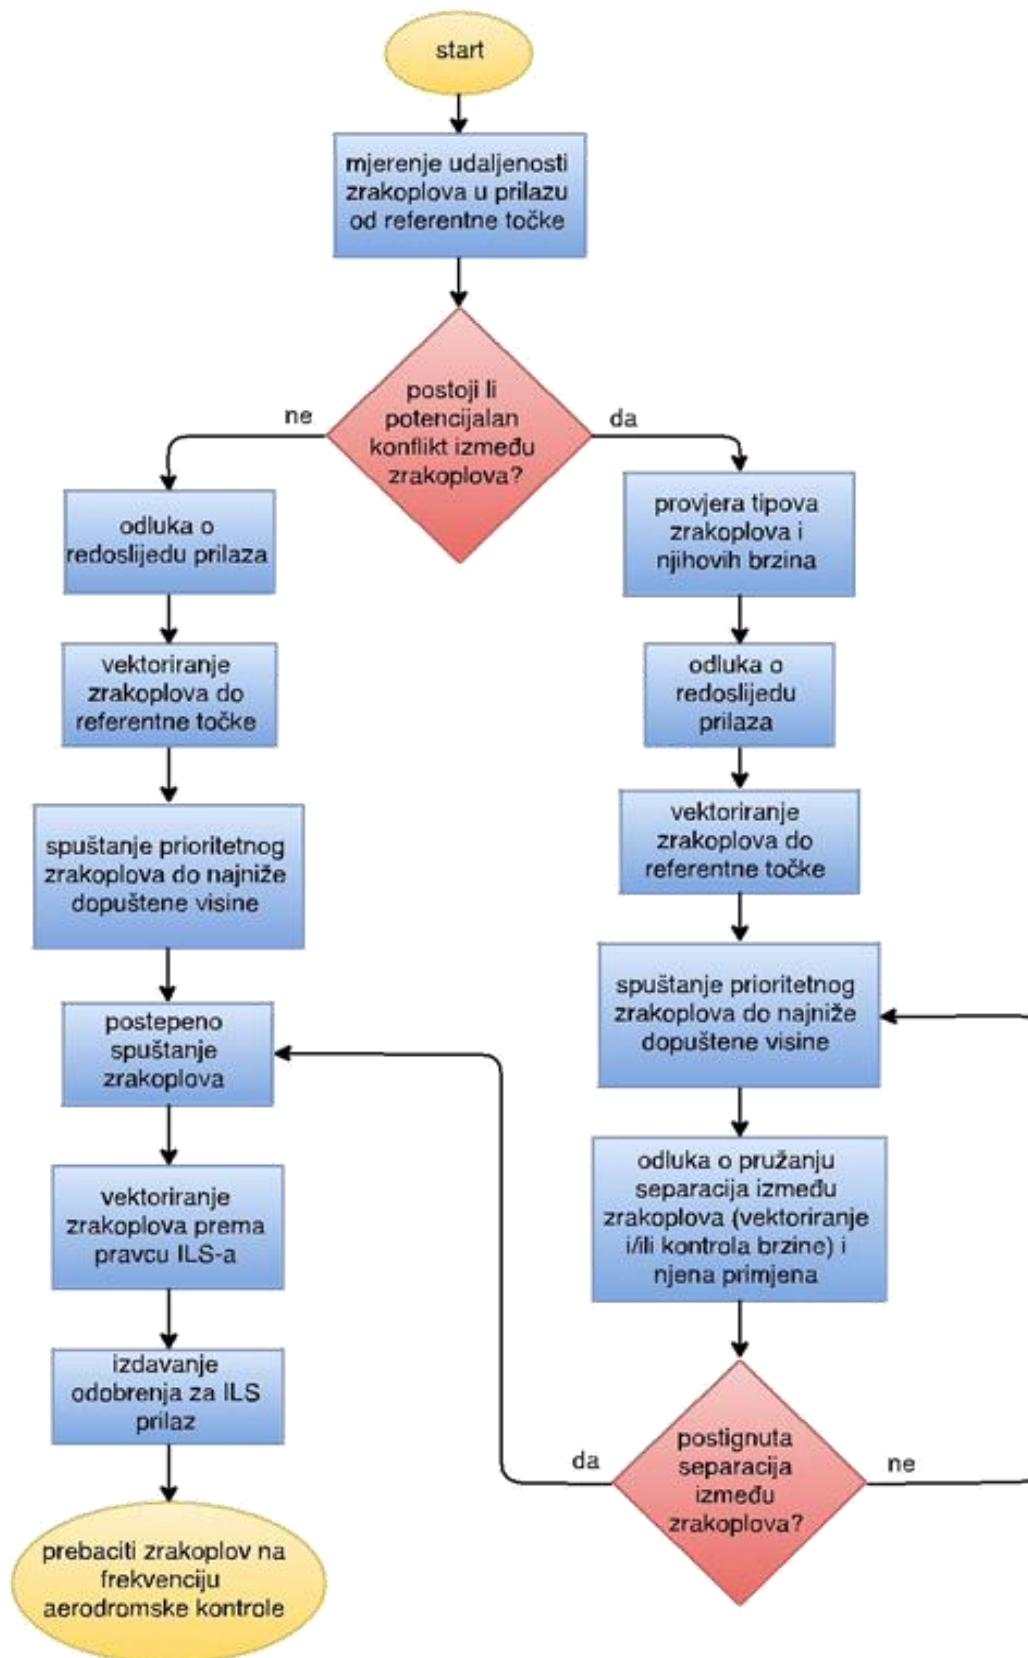 start
mjerenje udaljenosti
zrakoplova u prilazu
od referentne točke
postoji li
potencijalan
konflikt između
zrakoplova?
ne
da
odluka o
redoslijedu prilaza
vektoriranje
zrakoplova do
referentne točke
spuštanje prioritetnog
zrakoplova do najniže
dopuštene visine
postepeno
spuštanje
zrakoplova
vektoriranje
zrakoplova prema
pravcu ILS-a
izdavanje
odobrenja za ILS
prilaz
prebaciti zrakoplov na
frekvenciju
aerodromske kontrole
provjera tipova
zrakoplova i
njihovih brzina
odluka o
redoslijedu
prilaza
vektoriranje
zrakoplova do
referentne točke
spuštanje prioritetnog
zrakoplova do najniže
dopuštene visine
odluka o pružanju
separacija između
zrakoplova (vektoriranje
i/ili kontrola brzine) i
njena primjena
postignuta
separacija
između
zrakoplova?
da
ne